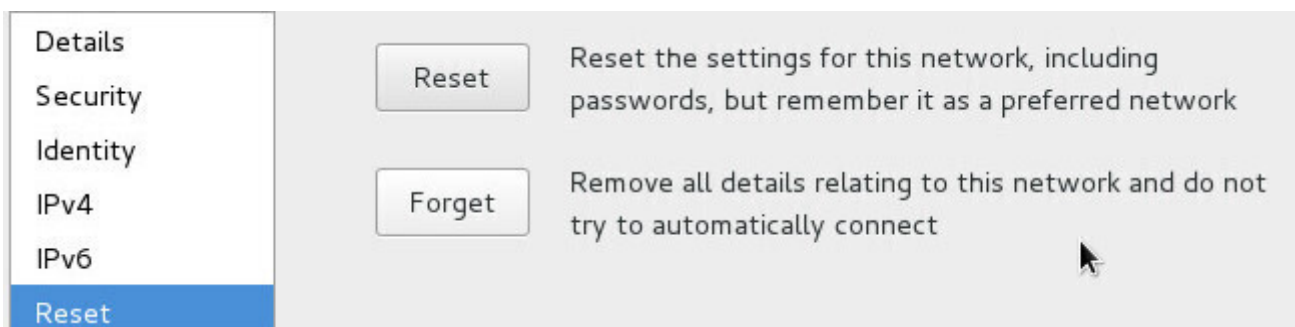 Details
Security
Identity
IPv4
IPv6
Reset
Reset
Reset the settings for this network, including
passwords, but remember it as a preferred network
Forget
Remove all details relating to this network and do not
try to automatically connect